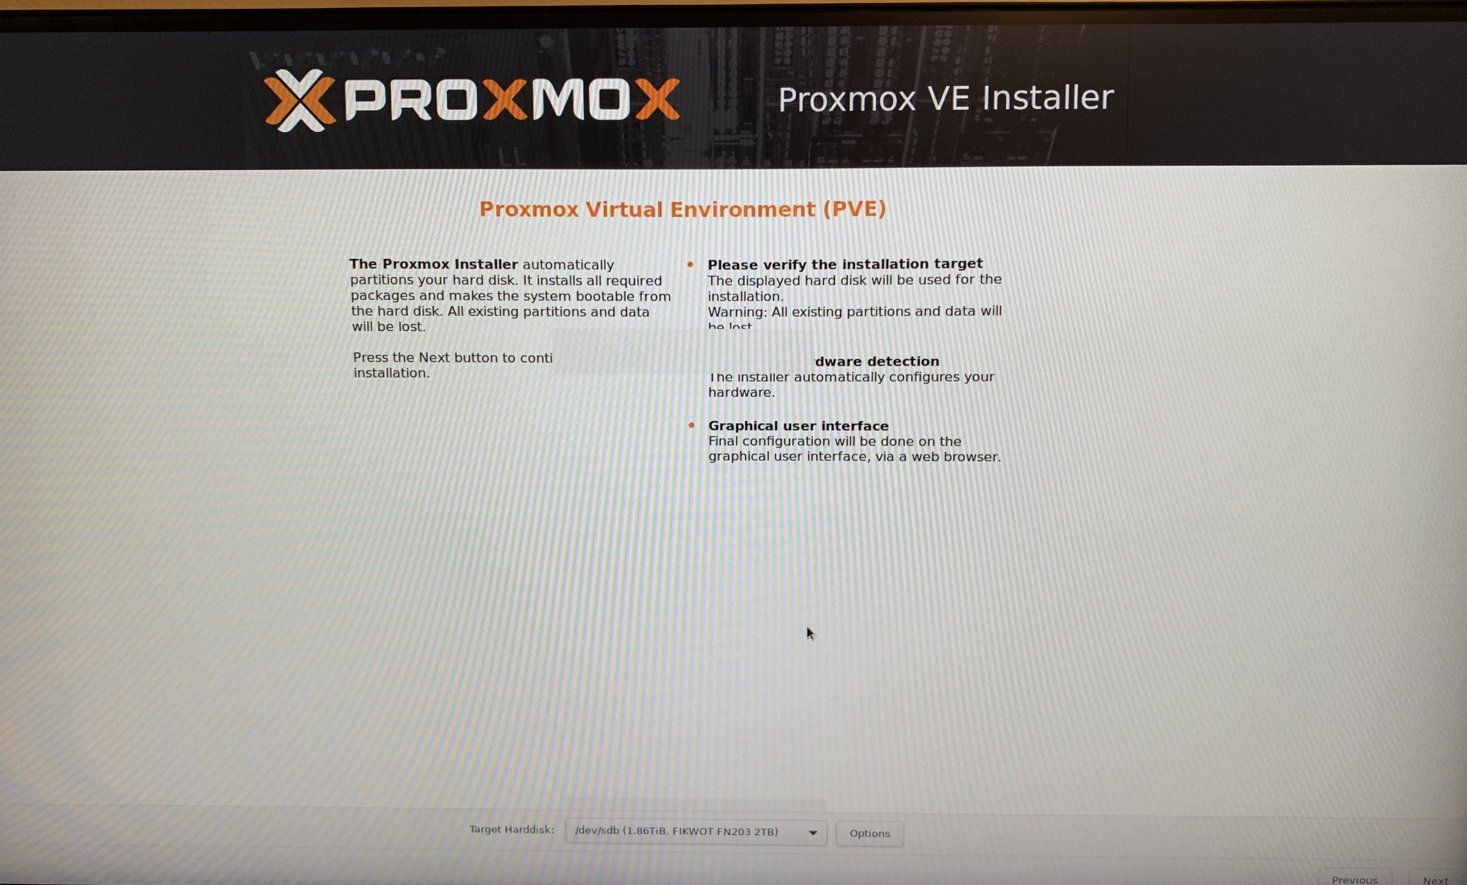 PROXMOX
Proxmox VE Installer
Proxmox Virtual Environment (PVE)
The Proxmox Installer automatically
partitions your hard disk. It installs all required
packages and makes the system bootable from
the hard disk. All existing partitions and data
will be lost.
Press the Next button to conti
installation.
Please verify the installation target
The displayed hard disk will be used for the
installation.
Warning: All existing partitions and data will
be lost
dware detection
The installer automatically configures your
hardware.
Graphical user interface
Final configuration will be done on the
graphical user interface, via a web browser.
Target Harddisk: /dev/sdb (1.86TiB, FIKWOT FN203 2TB) Options
Previous Next